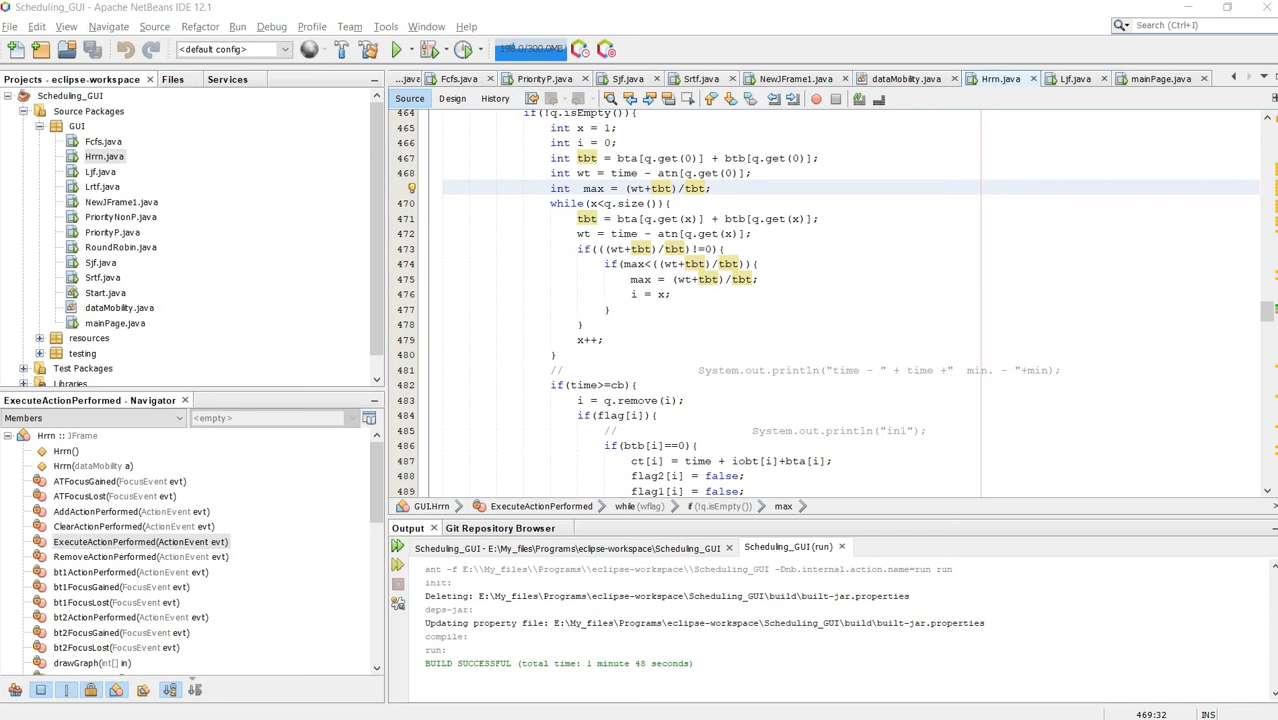 Scheduling_GUI - Apache NetBeans IDE 12.1
File Edit View Navigate Source Refactor Run Debug Profile Team Tools Window Help
Search (Ctrl+I)
<default config>
198.0/300.0MB
Projects - eclipse-workspace Files Services
...java Fcfs.java PriorityP.java Sjf.java Srtf.java NewJFrame1.java dataMobility.java Hrrn.java Ljf.java mainPage.java
Source Design History
Scheduling_GUI
Source Packages
GUI
Fcfs.java
Hrrn.java
Ljf.java
Lrtf.java
NewJFrame1.java
PriorityNonP.java
PriorityP.java
RoundRobin.java
Sjf.java
Srtf.java
Start.java
dataMobility.java
mainPage.java
resources
testing
Test Packages
Libraries
464 if(!q.isEmpty()){
465 int x = 1;
466 int i = 0;
467 int tbt = bta[q.get(0)] + btb[q.get(0)];
468 int wt = time - atn[q.get(0)];
int max = (wt+tbt)/tbt;
470 while(x<q.size()){
471 tbt = bta[q.get(x)] + btb[q.get(x)];
472 wt = time - atn[q.get(x)];
473 if(((wt+tbt)/tbt)!=0){
474 if(max<((wt+tbt)/tbt)){
475 max = (wt+tbt)/tbt;
476 i = x;
477 }
478 }
479 x++;
480 }
481 // System.out.println("time - " + time +" min. - "+min);
482 if(time>=cb){
483 i = q.remove(i);
484 if(flag[i]){
485 // System.out.println("in1");
486 if(btb[i]==0){
487 ct[i] = time + iobt[i]+bta[i];
488 flag2[i] = false;
489 flag1[i] = false;
GUI.Hrrn ExecuteActionPerformed while (wflag) if (!q.isEmpty()) max
ExecuteActionPerformed - Navigator
Members <empty>
Hrrn :: JFrame
Hrrn()
Hrrn(dataMobility a)
ATFocusGained(FocusEvent evt)
ATFocusLost(FocusEvent evt)
AddActionPerformed(ActionEvent evt)
ClearActionPerformed(ActionEvent evt)
ExecuteActionPerformed(ActionEvent evt)
RemoveActionPerformed(ActionEvent evt)
bt1ActionPerformed(ActionEvent evt)
bt1FocusGained(FocusEvent evt)
bt1FocusLost(FocusEvent evt)
bt2ActionPerformed(ActionEvent evt)
bt2FocusGained(FocusEvent evt)
bt2FocusLost(FocusEvent evt)
drawGraph(int[] in)
Output Git Repository Browser
Scheduling_GUI - E:\My_files\Programs\eclipse-workspace\Scheduling_GUI Scheduling_GUI (run)
ant -f E:\\My_files\\Programs\\eclipse-workspace\\Scheduling_GUI -Dnb.internal.action.name=run run
init:
Deleting: E:\My_files\Programs\eclipse-workspace\Scheduling_GUI\build\built-jar.properties
deps-jar:
Updating property file: E:\My_files\Programs\eclipse-workspace\Scheduling_GUI\build\built-jar.properties
compile:
run:
BUILD SUCCESSFUL (total time: 1 minute 48 seconds)
469:32 INS